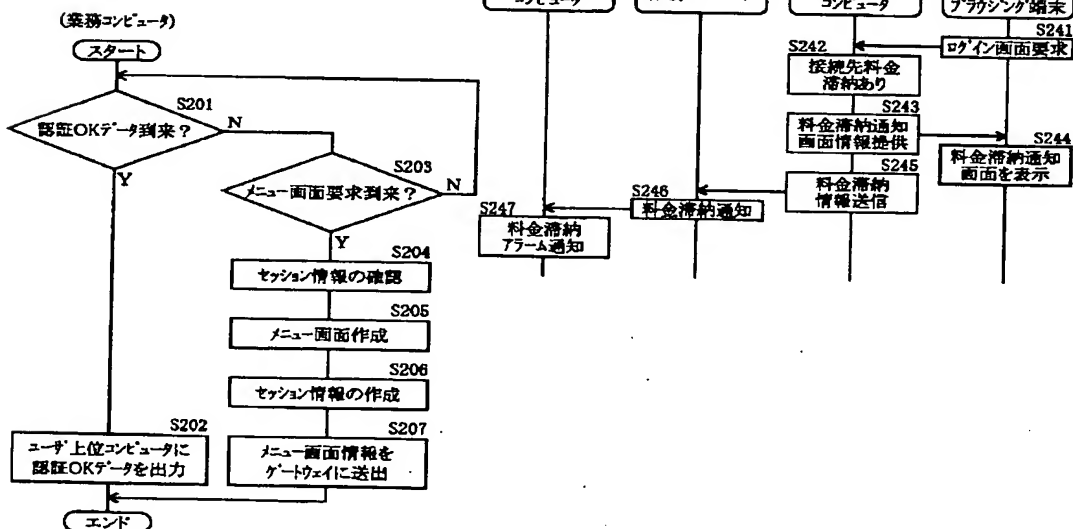 (業務コンピュータ)
スタート
S201
認証OKデータ到来？
N
Y
S203
メニュー画面要求到来？
N
Y
S204
セッション情報の確認
S205
メニュー画面作成
S206
セッション情報の作成
S202
ユーザ上位コンピュータに
認証OKデータを出力
S207
メニュー画面情報を
ゲートウェイに送出
エンド
コンピュータ
コンピュータ
ブラウジング端末
S241
ログイン画面要求
S242
接続先料金
滞納あり
S243
料金滞納通知
画面情報提供
S244
料金滞納通知
画面を表示
S245
料金滞納
情報送信
S246
料金滞納通知
S247
料金滞納
アラーム通知